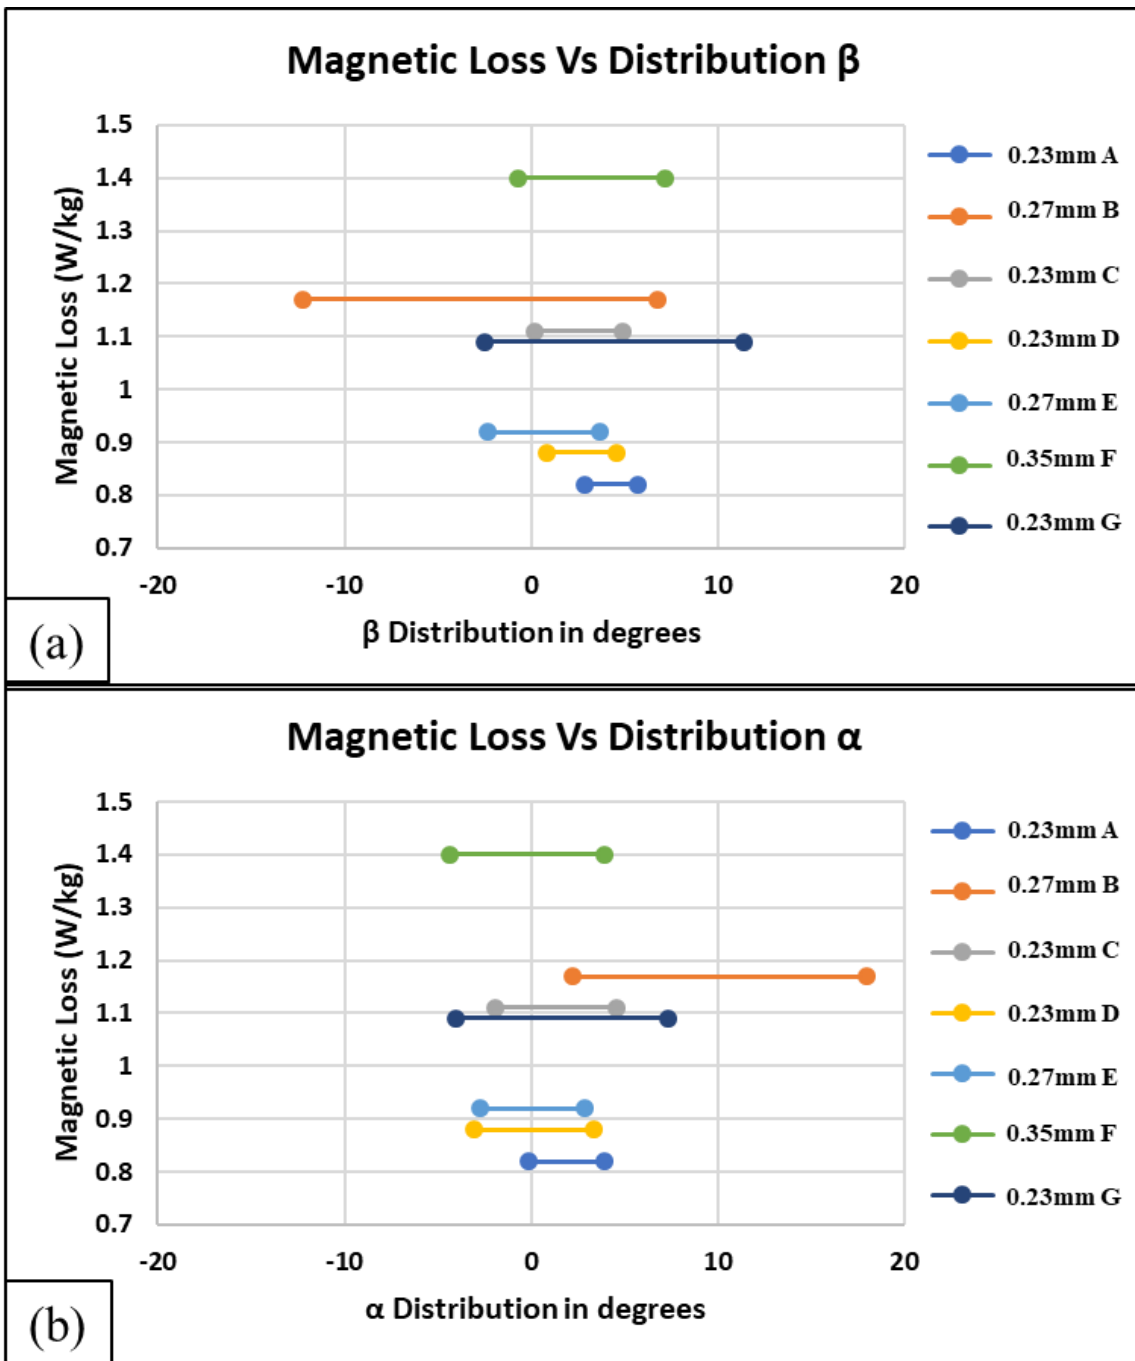 Magnetic Loss Vs Distribution β
1.5
1.4
1.3
1.2
1.1
1
0.9
0.8
0.7
Magnetic Loss (W/kg)
-20 -10 0 10 20
β Distribution in degrees
0.23mm A
0.27mm B
0.23mm C
0.23mm D
0.27mm E
0.35mm F
0.23mm G
(a)
Magnetic Loss Vs Distribution α
1.5
1.4
1.3
1.2
1.1
1
0.9
0.8
0.7
Magnetic Loss (W/kg)
-20 -10 0 10 20
α Distribution in degrees
0.23mm A
0.27mm B
0.23mm C
0.23mm D
0.27mm E
0.35mm F
0.23mm G
(b)